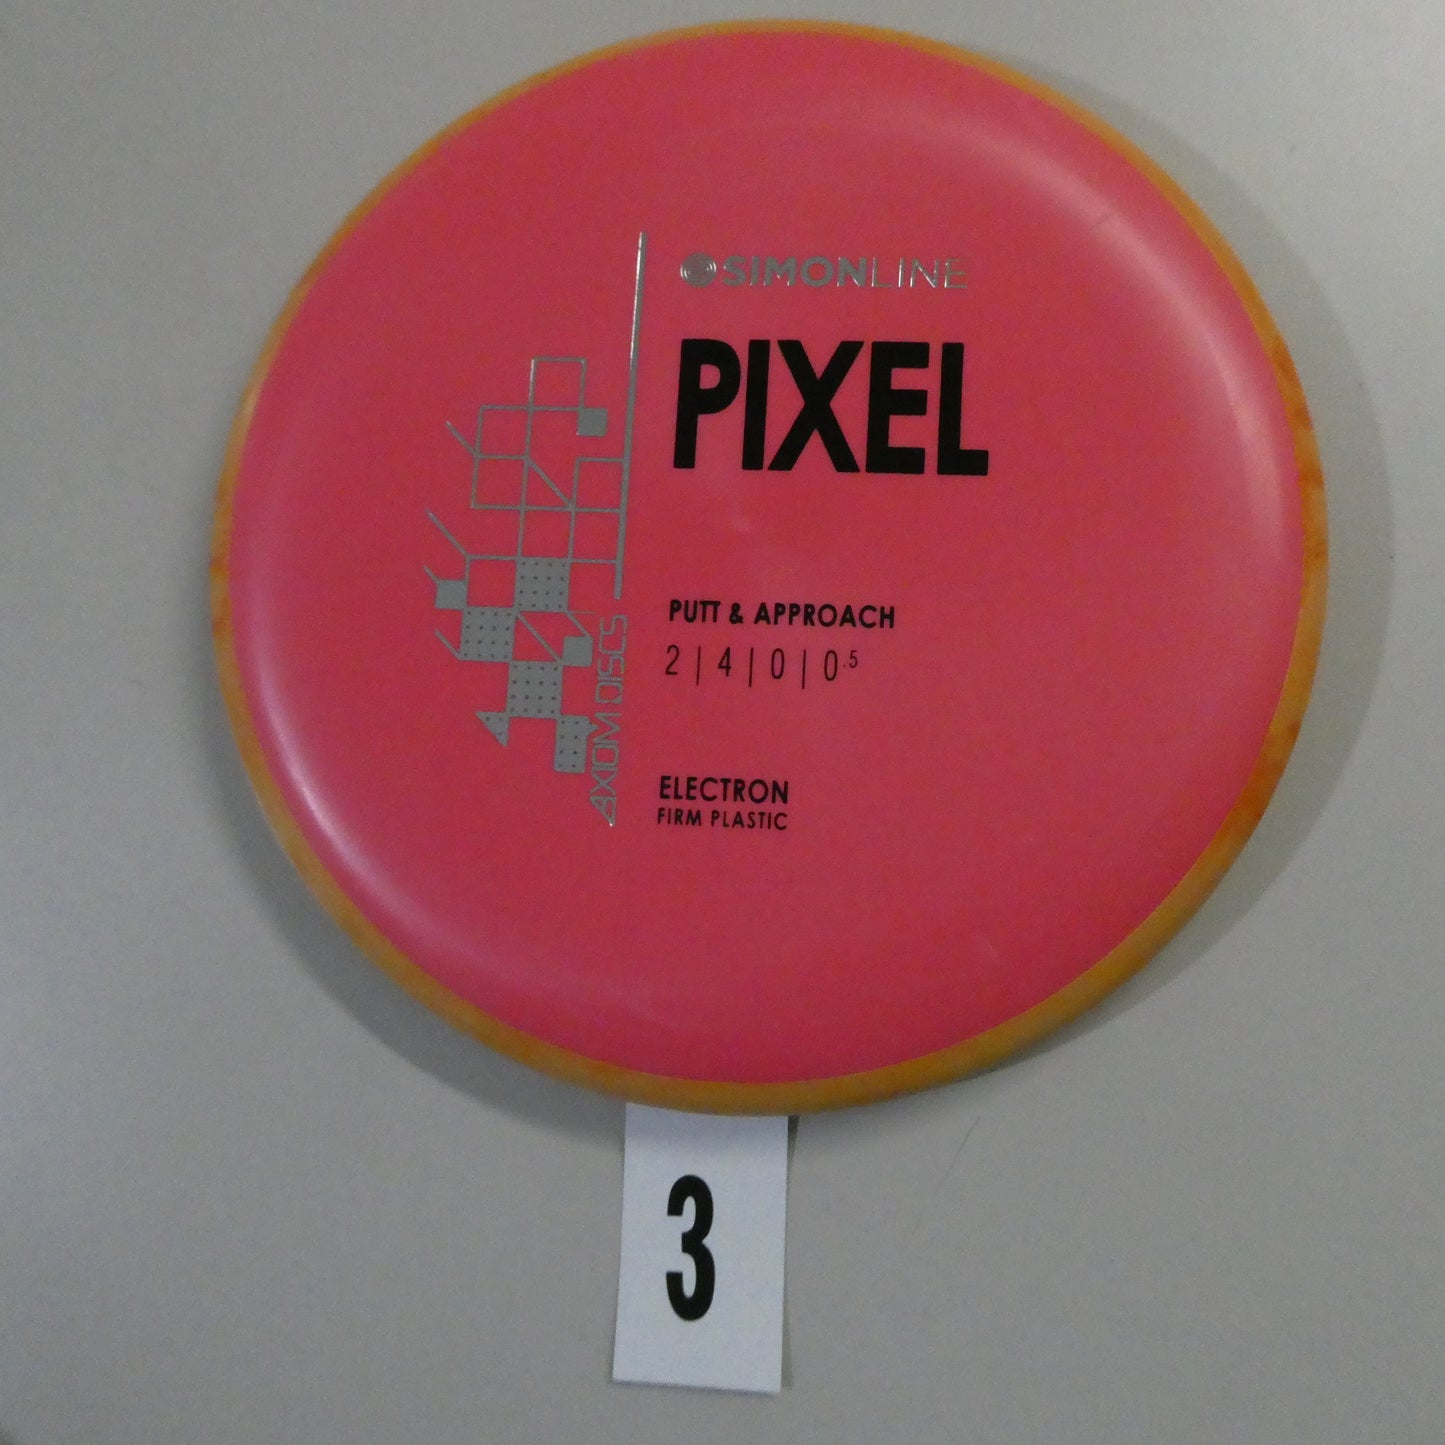 SIMONLINE
PIXEL
PUTT & APPROACH
2 | 4 | 0 | 0.5
ELECTRON
FIRM PLASTIC
AXIOM DISCS
3